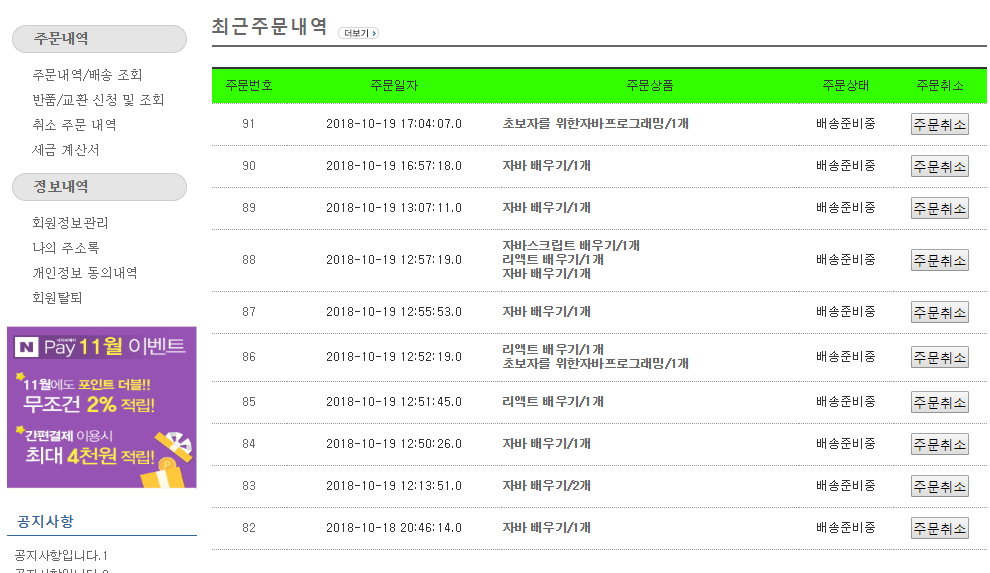 주문내역
주문내역/배송 조회
반품/교환 신청 및 조회
취소 주문 내역
세금 계산서
정보내역
회원정보관리
나의 주소록
개인정보 동의내역
회원탈퇴
N Pay 11월 이벤트
11월에도 포인트 더블!!
무조건 2% 적립!
간편결제 이용시
최대 4천원 적립!
P
공지사항
공지사항입니다.1
최근주문내역 더보기 >
주문번호 주문일자 주문상품 주문상태 주문취소
91 2018-10-19 17:04:07.0 초보자를 위한자바프로그래밍/1개 배송준비중 주문취소
90 2018-10-19 16:57:18.0 자바 배우기/1개 배송준비중 주문취소
89 2018-10-19 13:07:11.0 자바 배우기/1개 배송준비중 주문취소
자바스크립트 배우기/1개
88 2018-10-19 12:57:19.0 리액트 배우기/1개 배송준비중 주문취소
자바 배우기/1개
87 2018-10-19 12:55:53.0 자바 배우기/1개 배송준비중 주문취소
리액트 배우기/1개
86 2018-10-19 12:52:19.0 초보자를 위한자바프로그래밍/1개 배송준비중 주문취소
85 2018-10-19 12:51:45.0 리액트 배우기/1개 배송준비중 주문취소
84 2018-10-19 12:50:26.0 자바 배우기/1개 배송준비중 주문취소
83 2018-10-19 12:13:51.0 자바 배우기/2개 배송준비중 주문취소
82 2018-10-18 20:46:14.0 자바 배우기/1개 배송준비중 주문취소